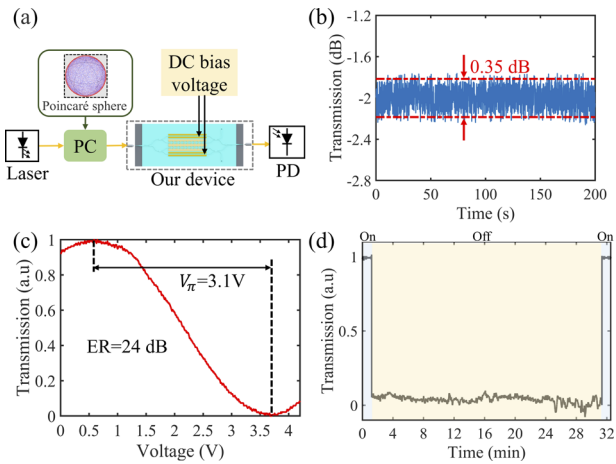 (a)
Poincaré sphere
DC bias
voltage
PC
Laser
Our device
PD
(b)
Transmission (dB)
-1.2
-1.6
-2
-2.4
-2.8
0.35 dB
0
50
100
150
200
Time (s)
(c)
Transmission (a.u)
1
0.8
0.6
0.4
0.2
0
Vπ=3.1V
ER=24 dB
0
0.5
1
1.5
2
2.5
3
3.5
4
Voltage (V)
(d)
On
Off
On
Transmission (a.u)
1
0.5
0
0
4
8
12
16
20
24
28
32
Time (min)